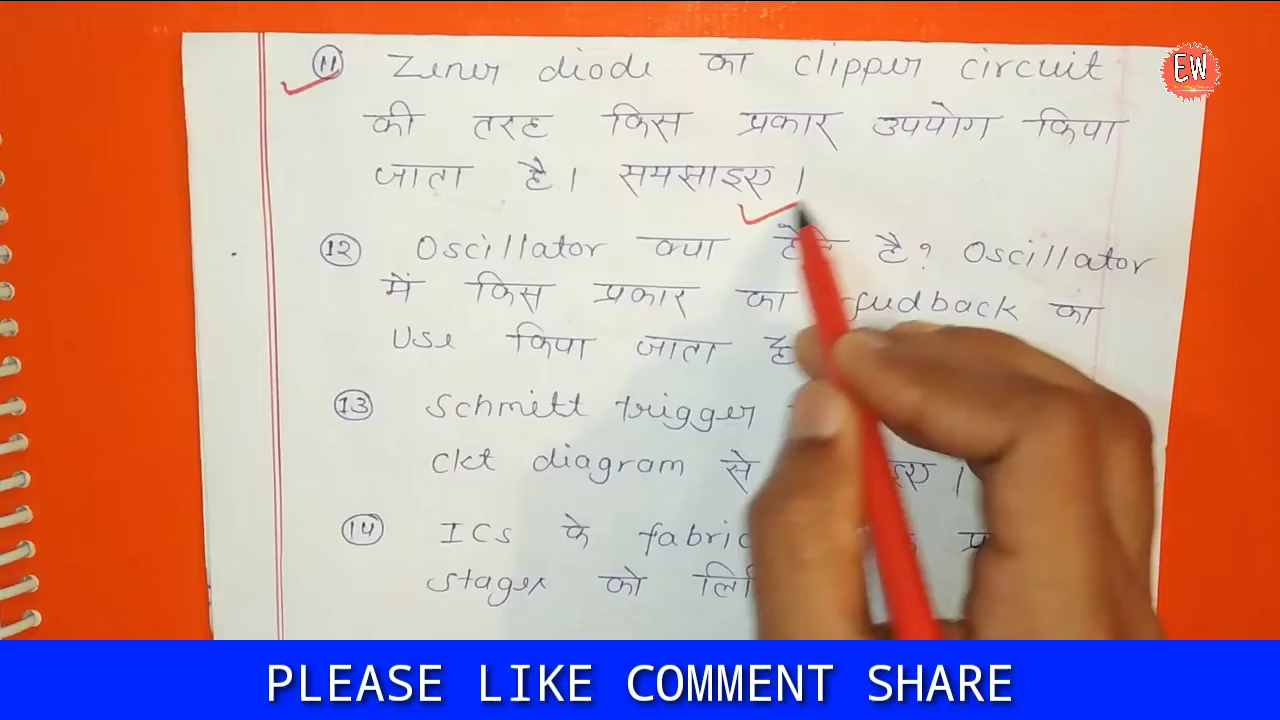 EW
11 Zener diode का clipper circuit
की तरह किस प्रकार उपयोग किया
जाता है। समझाइए।
12 Oscillator क्या है? Oscillator
में किस प्रकार का feedback का
use किया जाता
13 Schmitt trigger
ckt diagram से
14 ICs के
stages को
PLEASE LIKE COMMENT SHARE